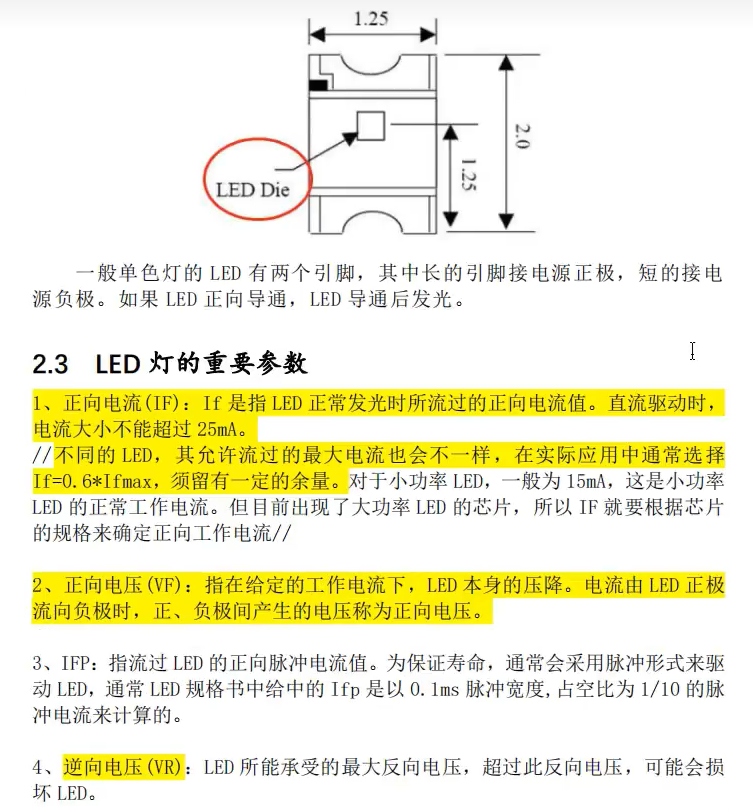 1.25
2.0
1.25
LED Die
一般单色灯的 LED 有两个引脚，其中长的引脚接电源正极，短的接电
源负极。如果 LED 正向导通，LED 导通后发光。
2.3 LED 灯的重要参数
1、正向电流(IF)：If 是指 LED 正常发光时所流过的正向电流值。直流驱动时，
电流大小不能超过 25mA。
//不同的 LED，其允许流过的最大电流也会不一样，在实际应用中通常选择
If=0.6*Ifmax，须留有一定的余量。对于小功率 LED，一般为 15mA，这是小功率
LED 的正常工作电流。但目前出现了大功率 LED 的芯片，所以 IF 就要根据芯片
的规格来确定正向工作电流//
2、正向电压(VF)：指在给定的工作电流下，LED 本身的压降。电流由 LED 正极
流向负极时，正、负极间产生的电压称为正向电压。
3、IFP：指流过 LED 的正向脉冲电流值。为保证寿命，通常会采用脉冲形式来驱
动 LED，通常 LED 规格书中给中的 Ifp 是以 0.1ms 脉冲宽度,占空比为 1/10 的脉
冲电流来计算的。
4、逆向电压(VR)：LED 所能承受的最大反向电压，超过此反向电压，可能会损
坏 LED。